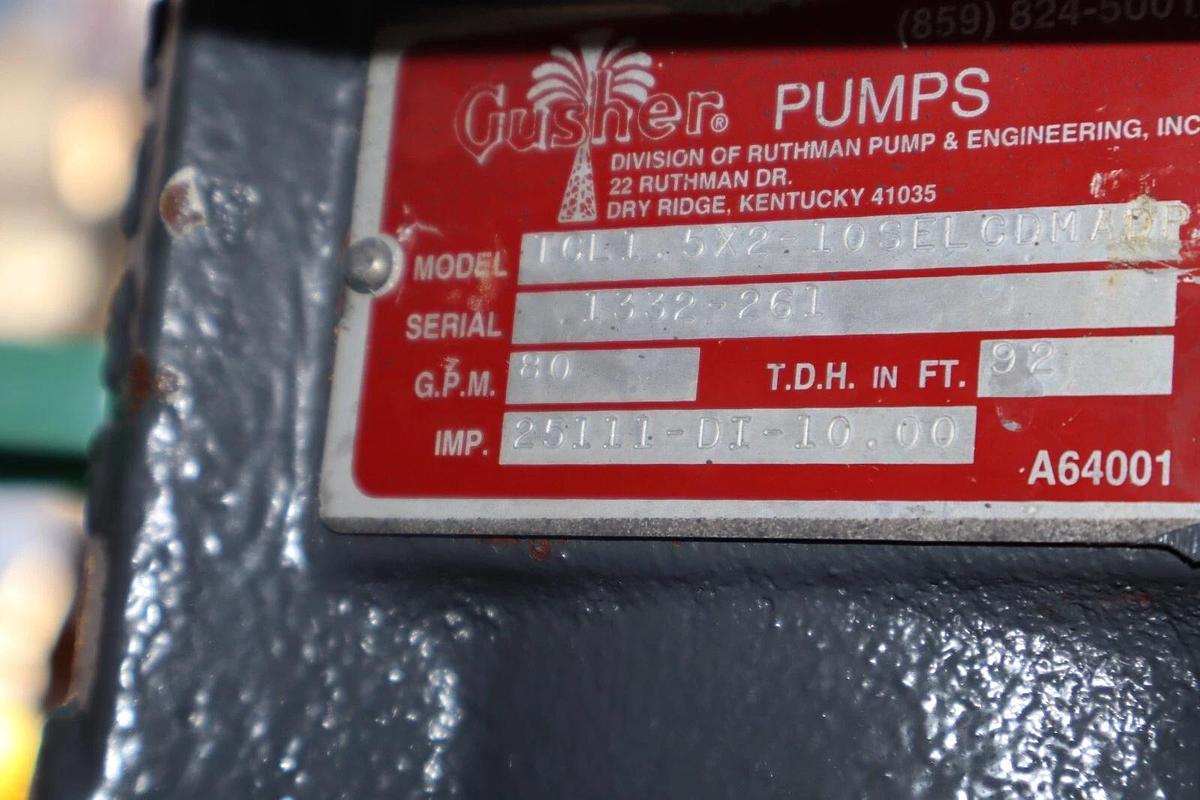 (859) 824-5001
Gusher® PUMPS
DIVISION OF RUTHMAN PUMP & ENGINEERING, INC
22 RUTHMAN DR.
DRY RIDGE, KENTUCKY 41035
MODEL TCL1.5X2-10SELCDMADP
SERIAL 1332-261
G.P.M. 80 T.D.H. IN FT. 92
IMP. 25111-DI-10.00
A64001